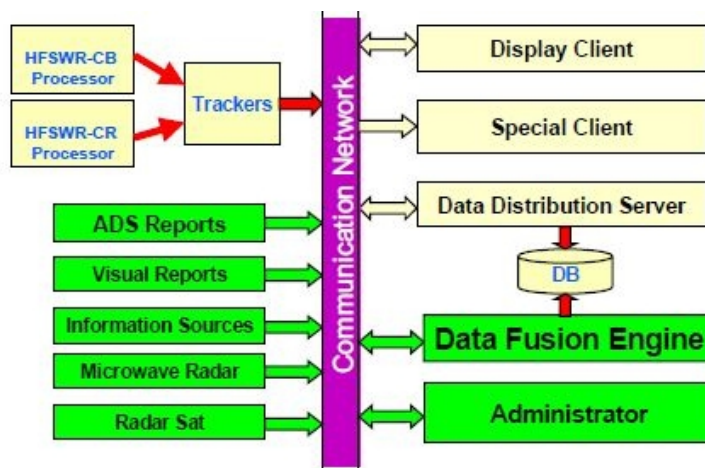 HFSWR-CB
Processor
HFSWR-CR
Processor
Trackers
ADS Reports
Visual Reports
Information Sources
Microwave Radar
Radar Sat
Communication Network
Display Client
Special Client
Data Distribution Server
DB
Data Fusion Engine
Administrator